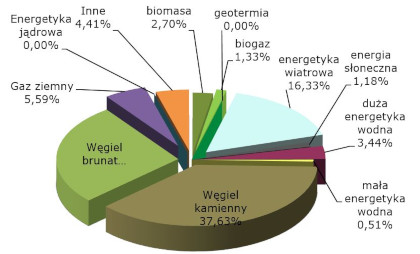 Energetyka
jądrowa
0,00%
Inne
4,41%
biomasa
2,70%
geotermia
0,00%
biogaz
1,33%
energetyka
wiatrowa
16,33%
energia
słoneczna
1,18%
duża
energetyka
wodna
3,44%
mała
energetyka
wodna
0,51%
Węgiel
kamienny
37,63%
Węgiel
brunat...
Gaz ziemny
5,59%